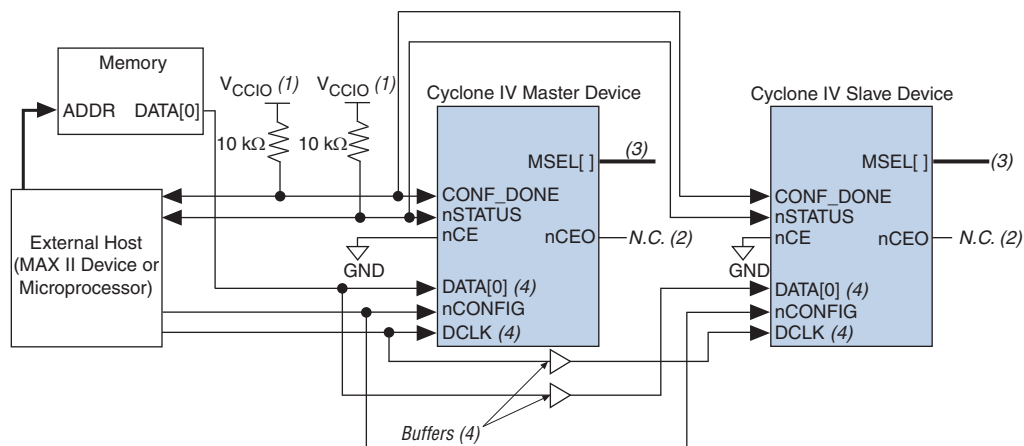 Memory
ADDR DATA[0]
VCCIO (1)
10 kΩ
VCCIO (1)
10 kΩ
External Host
(MAX II Device or
Microprocessor)
Cyclone IV Master Device
MSEL[ ]
(3)
CONF_DONE
nSTATUS
nCE
nCEO
N.C. (2)
GND
DATA[0] (4)
nCONFIG
DCLK (4)
Cyclone IV Slave Device
MSEL[ ]
(3)
CONF_DONE
nSTATUS
nCE
nCEO
N.C. (2)
GND
DATA[0] (4)
nCONFIG
DCLK (4)
Buffers (4)